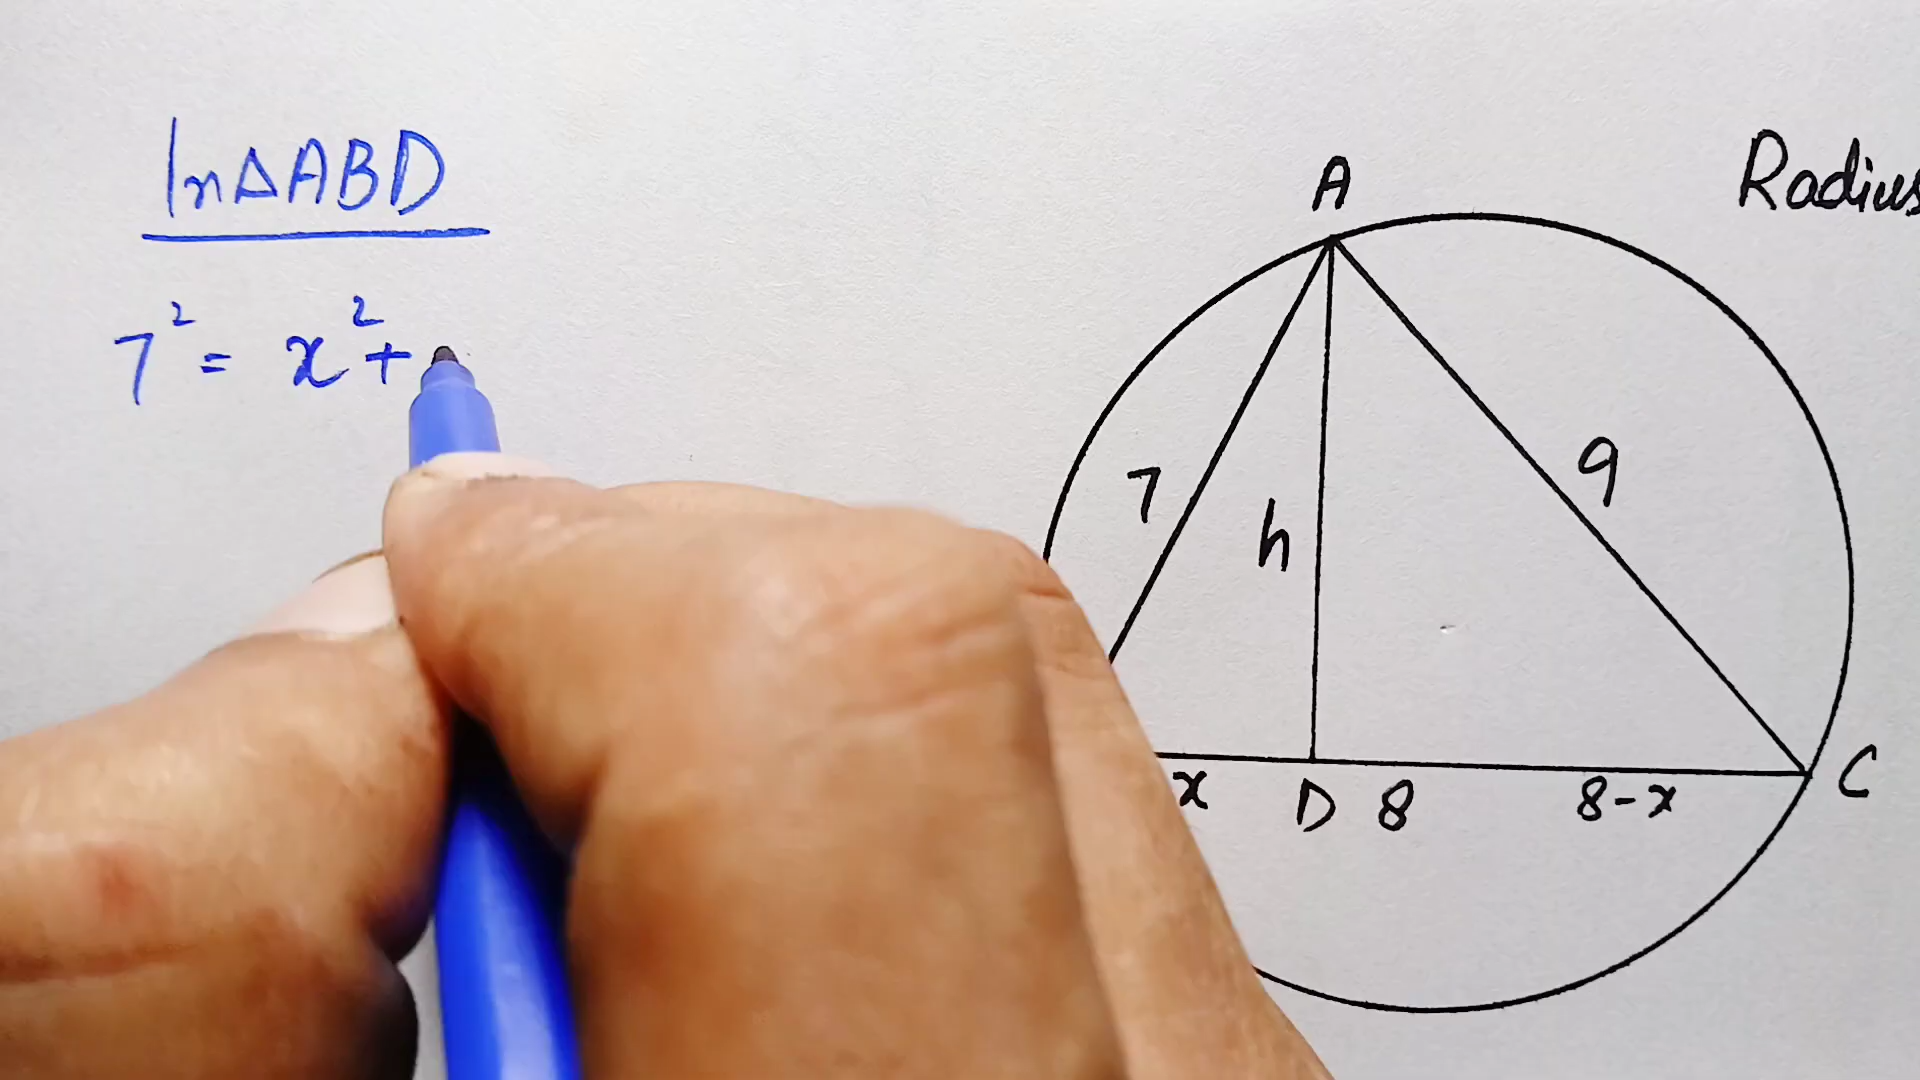 In △ABD
7² = x² +
A
Radius
7
h
9
x
D
8
8-x
C